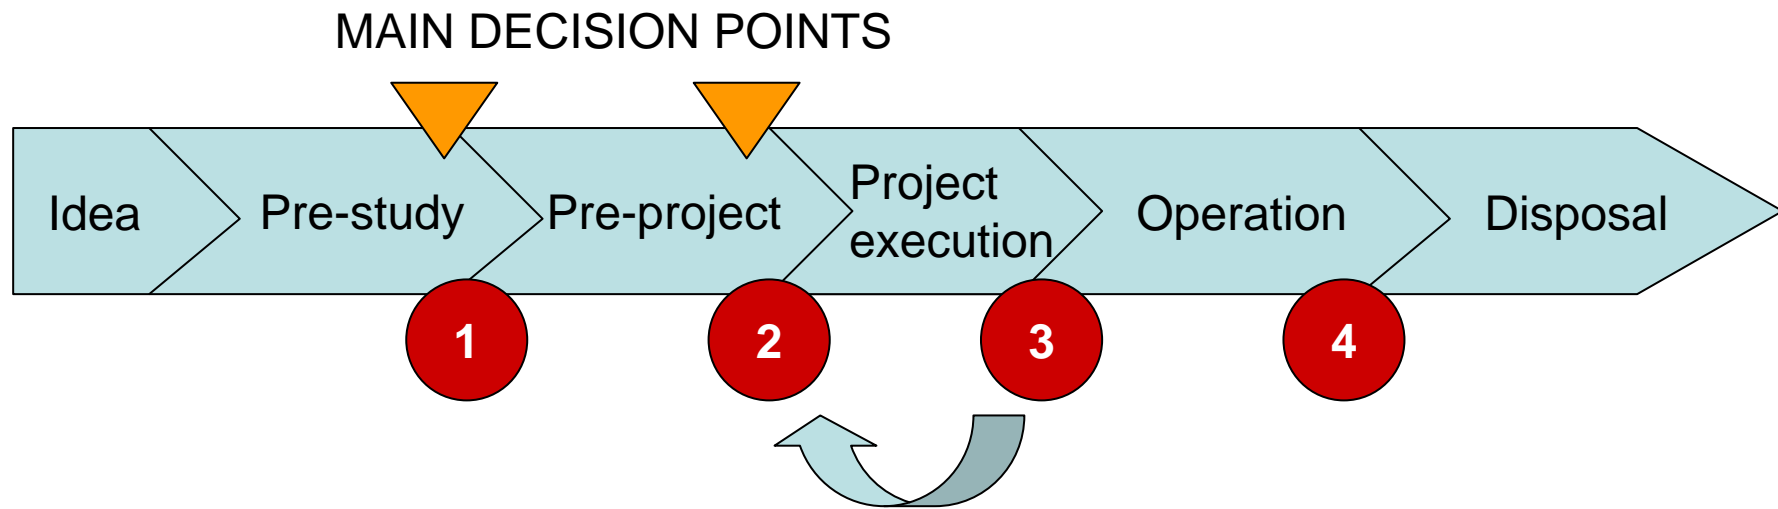 MAIN DECISION POINTS
Idea
Pre-study
Pre-project
Project
execution
Operation
Disposal
1
2
3
4